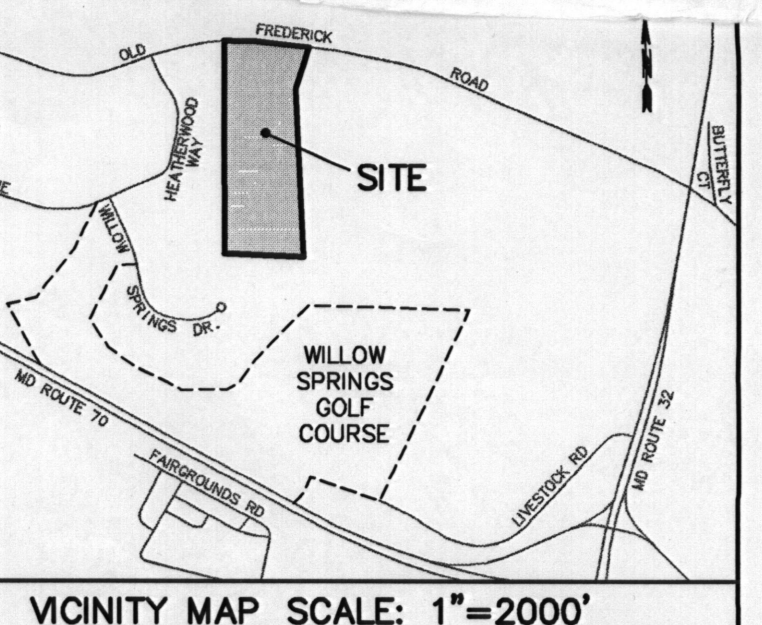 FREDERICK
OLD
ROAD
N
HEATHERWOOD
WAY
SITE
BUTTERFLY
CT
WILLOW
SPRINGS DR.
WILLOW
SPRINGS
GOLF
COURSE
MD ROUTE 70
MD ROUTE 32
FAIRGROUNDS RD
LIVESTOCK RD
VICINITY MAP SCALE: 1"=2000'